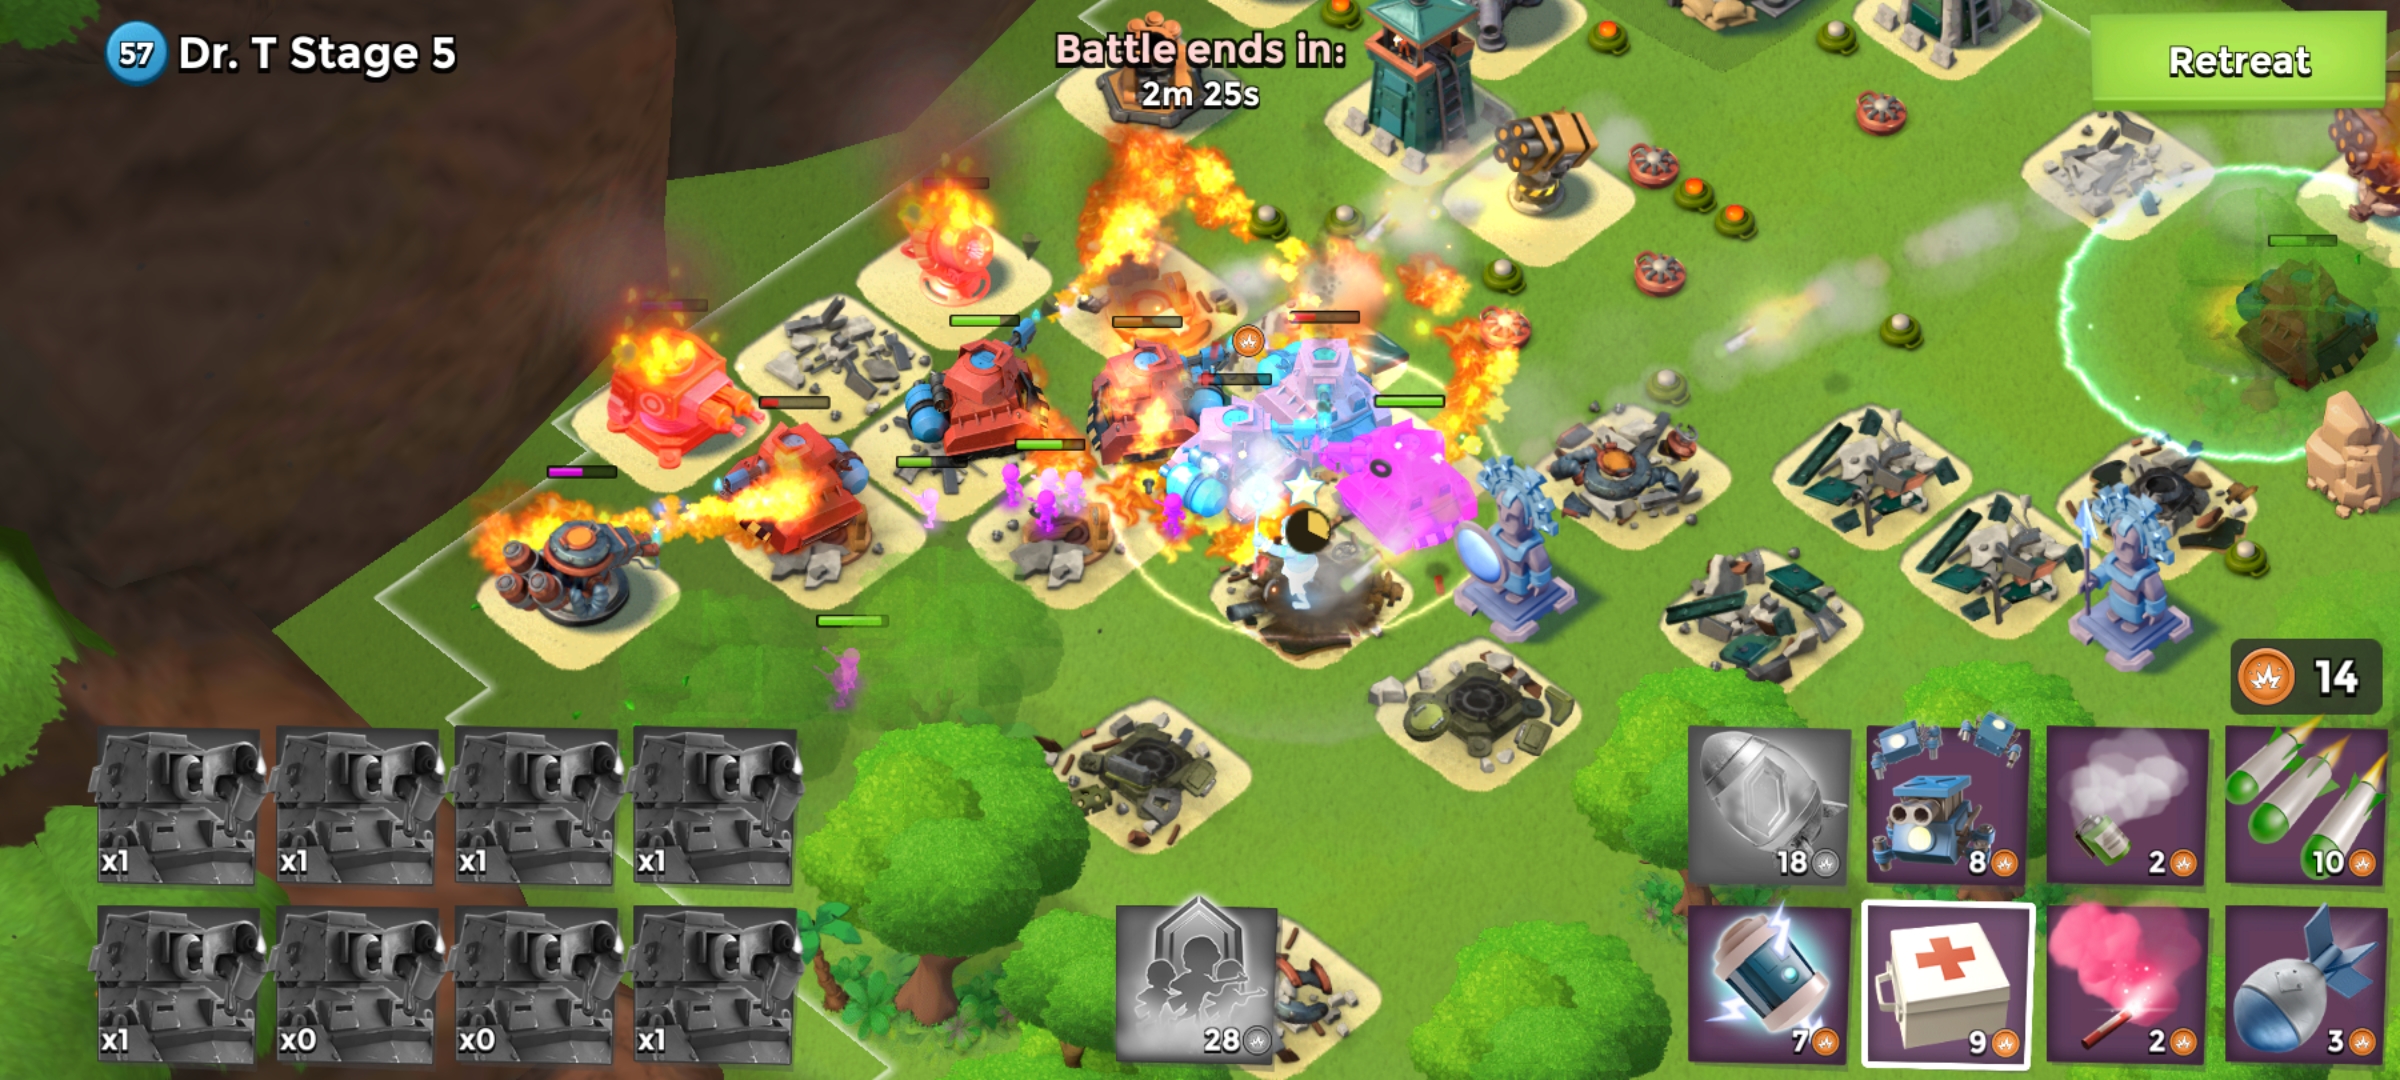 57 Dr. T Stage 5
Battle ends in:
2m 25s
Retreat
14
x1 x1 x1 x1
18 8 2 10
x1 x0 x0 x1
28
7 9 2 3